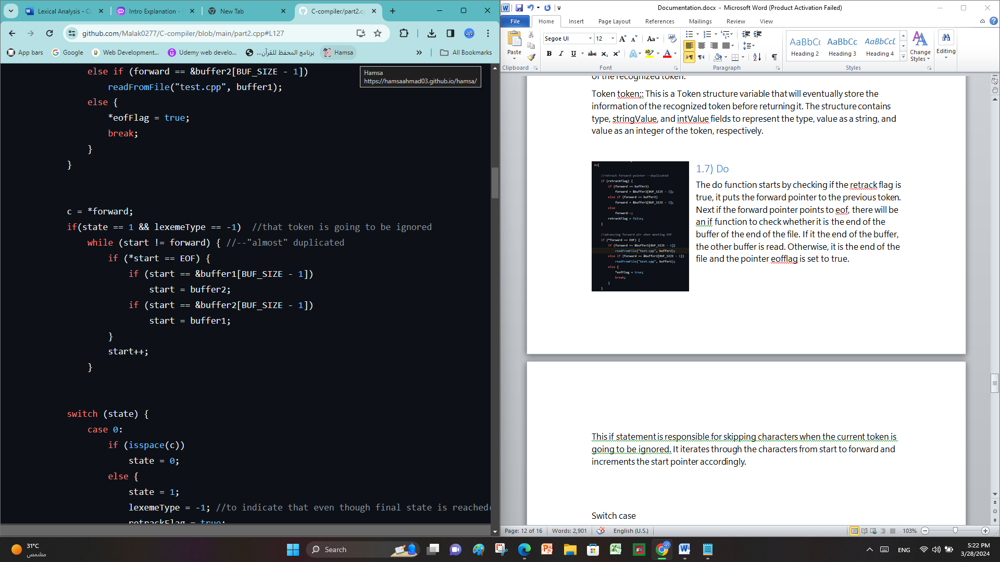 Lexical Analysis - Co
Intro Explanation -
New Tab
C-compiler/part2.cp
github.com/Malak0277/C-compiler/blob/main/part2.cpp#L127
App bars
Google
Web Development...
Udemy web develo...
برنامج المحفظ للقرآن...
Hamsa
All Bookmarks
Hamsa
https://hamsaahmad03.github.io/hamsa/
else if (forward == &buffer2[BUF_SIZE - 1])
readFromFile("test.cpp", buffer1);
else {
*eofFlag = true;
break;
}
}
c = *forward;
if(state == 1 && lexemeType == -1)  //that token is going to be ignored
while (start != forward) { //--"almost" duplicated
if (*start == EOF) {
if (start == &buffer1[BUF_SIZE - 1])
start = buffer2;
if (start == &buffer2[BUF_SIZE - 1])
start = buffer1;
}
start++;
}
switch (state) {
case 0:
if (isspace(c))
state = 0;
else {
state = 1;
lexemeType = -1; //to indicate that even though final state is reached(
retrackFlag = true;
Documentation.docx - Microsoft Word (Product Activation Failed)
File
Home
Insert
Page Layout
References
Mailings
Review
View
Paste
Clipboard
Segoe UI
12
Font
Paragraph
AaBbCc
Heading 2
AaBbCc
Heading 3
AaBbCcD
Heading 4
Change
Styles
Styles
Editing
of the recognized token.
Token token;: This is a Token structure variable that will eventually store the
information of the recognized token before returning it. The structure contains
type, stringValue, and intValue fields to represent the type, value as a string, and
value as an integer of the token, respectively.
do{
//retrack forward pointer --duplicated
if (retrackFlag) {
if (forward == buffer1)
forward = &buffer2[BUF_SIZE - 2];
else if (forward == buffer2)
forward = &buffer1[BUF_SIZE - 2];
else
forward--;
retrackFlag = false;
}
//advancing forward ptr when meeting EOF
if (*forward == EOF) {
if (forward == &buffer1[BUF_SIZE - 1])
readFromFile("test.cpp", buffer2);
else if (forward == &buffer2[BUF_SIZE - 1])
readFromFile("test.cpp", buffer1);
else {
*eofFlag = true;
break;
}
}
1.7) Do
The do function starts by checking if the retrack flag is
true, it puts the forward pointer to the previous token.
Next if the forward pointer points to eof, there will be
an if function to check whether it is the end of the
buffer of the end of the file. If it the end of the buffer,
the other buffer is read. Otherwise, it is the end of the
file and the pointer eofflag is set to true.
This if statement is responsible for skipping characters when the current token is
going to be ignored. It iterates through the characters from start to forward and
increments the start pointer accordingly.
Switch case
Page: 12 of 16
Words: 2,901
English (U.S.)
103%
31°C
مشمس
Search
ENG
5:22 PM
3/28/2024